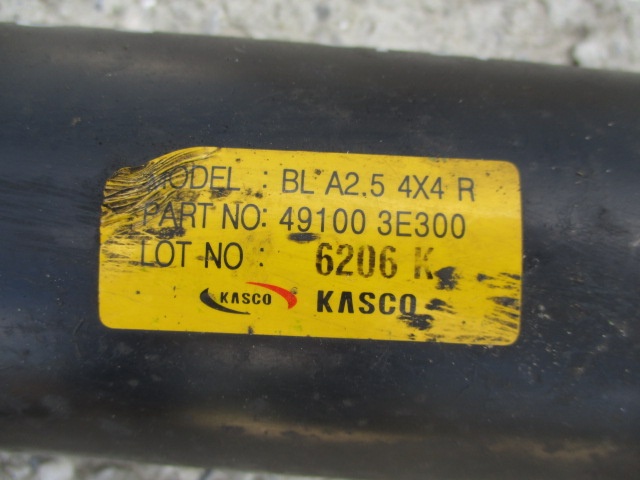 MODEL : BL A2.5 4X4 R
PART NO: 49100 3E300
LOT NO : 6206 K
KASCO KASCO